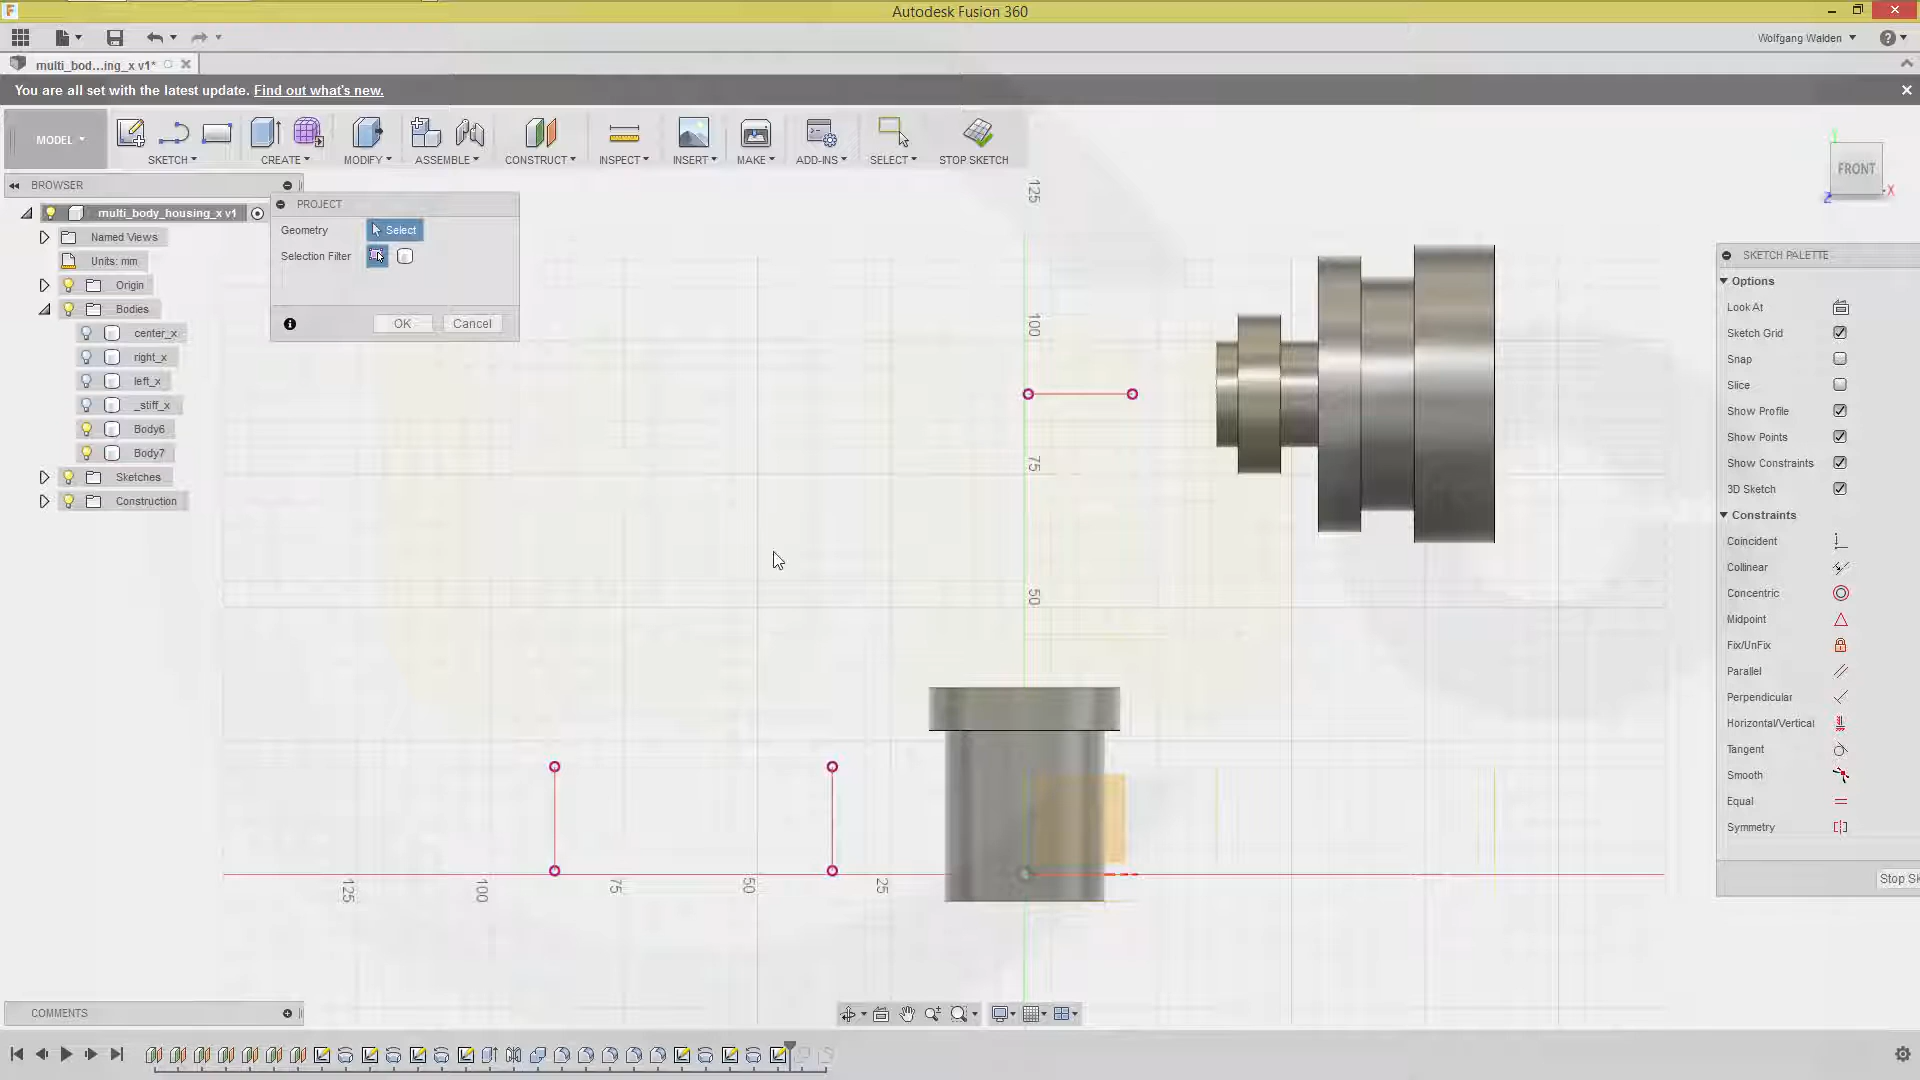 Autodesk Fusion 360
Wolfgang Walden
multi_bod...ing_x v1*
You are all set with the latest update. Find out what's new.
MODEL
SKETCH
CREATE
MODIFY
ASSEMBLE
CONSTRUCT
INSPECT
INSERT
MAKE
ADD-INS
SELECT
STOP SKETCH
FRONT
X
Z
BROWSER
multi_body_housing_x v1
Named Views
Units: mm
Origin
Bodies
center_x
right_x
left_x
_stiff_x
Body6
Body7
Sketches
Construction
PROJECT
Geometry
Select
Selection Filter
OK
Cancel
125
100
75
50
125
100
75
50
25
SKETCH PALETTE
Options
Look At
Sketch Grid
Snap
Slice
Show Profile
Show Points
Show Constraints
3D Sketch
Constraints
Coincident
Collinear
Concentric
Midpoint
Fix/UnFix
Parallel
Perpendicular
Horizontal/Vertical
Tangent
Smooth
Equal
Symmetry
Stop Sk
COMMENTS